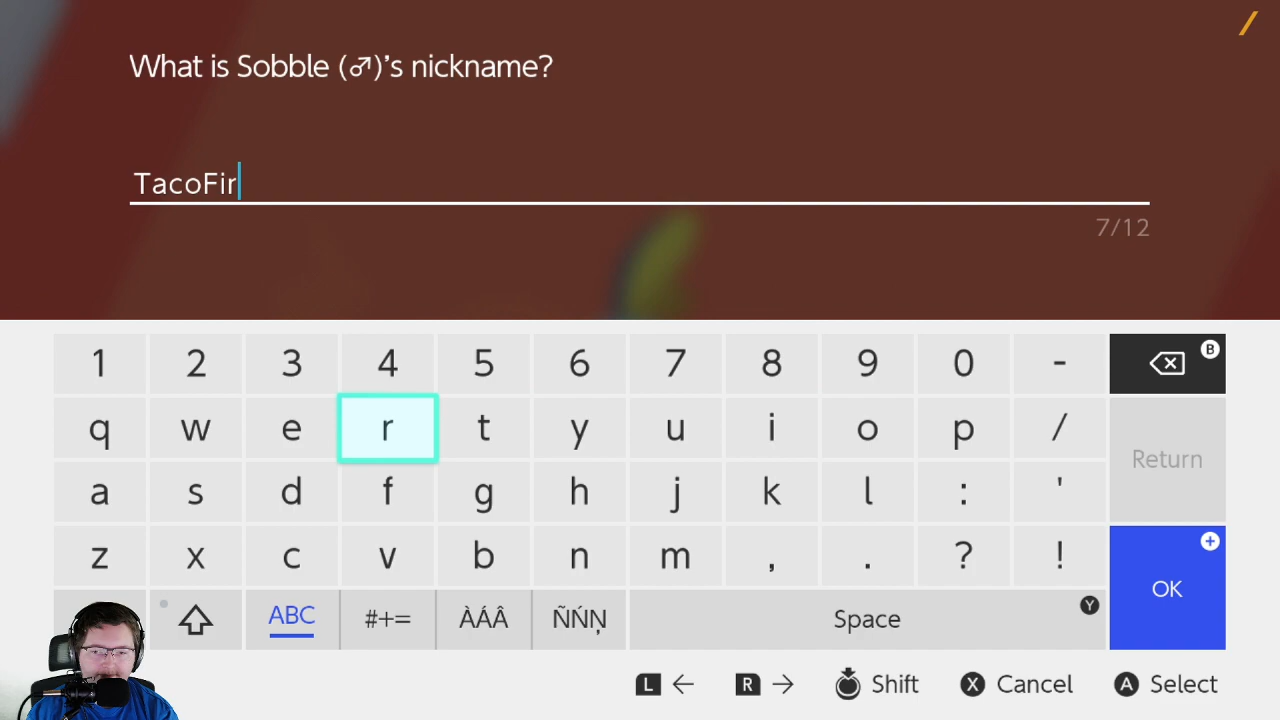 What is Sobble (♂)'s nickname?
TacoFir
7/12
1 2 3 4 5 6 7 8 9 0 - B
q w e r t y u i o p / Return
a s d f g h j k l : '
z x c v b n m , . ? ! +
ABC #+= ÀÁÂ ÑŃŅ Space Y OK
L ← R → Shift X Cancel A Select